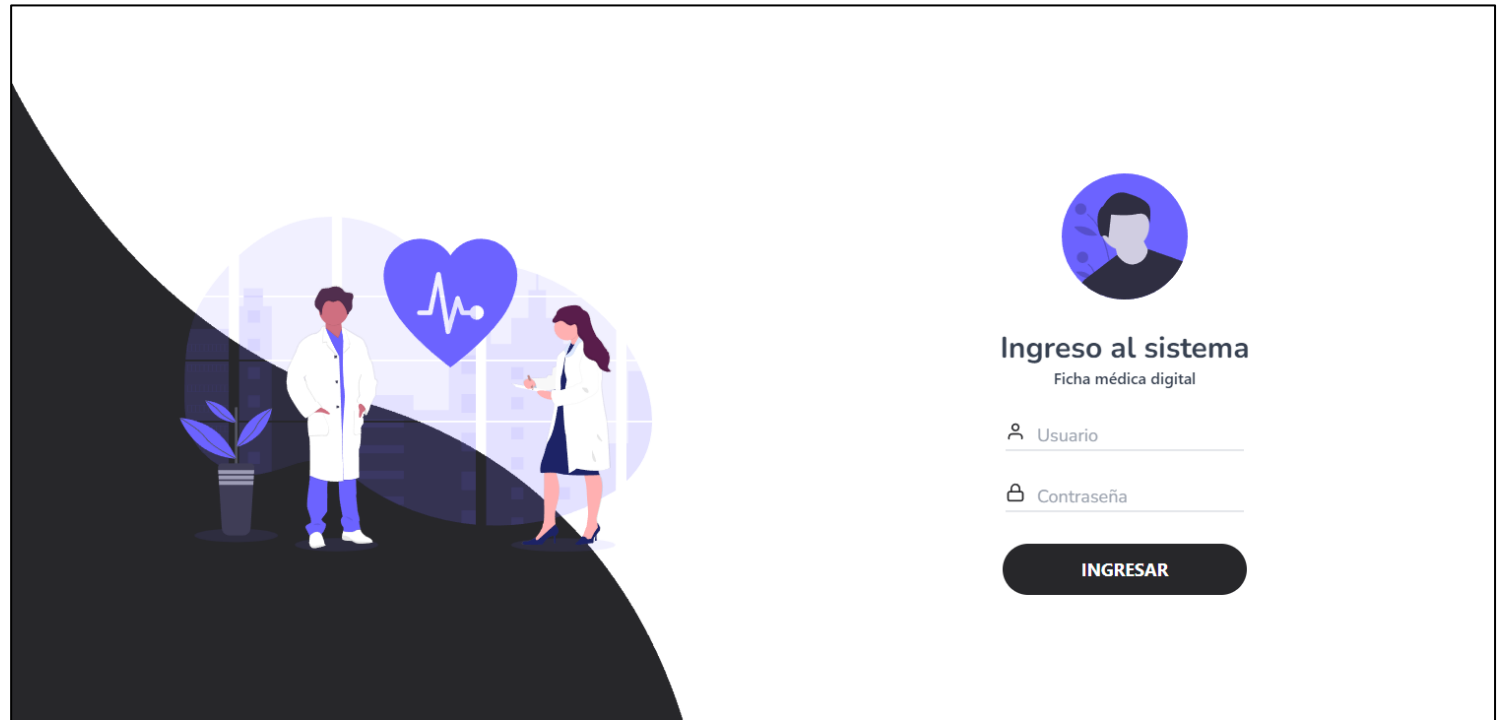 Ingreso al sistema
Ficha médica digital
Usuario
Contraseña
INGRESAR